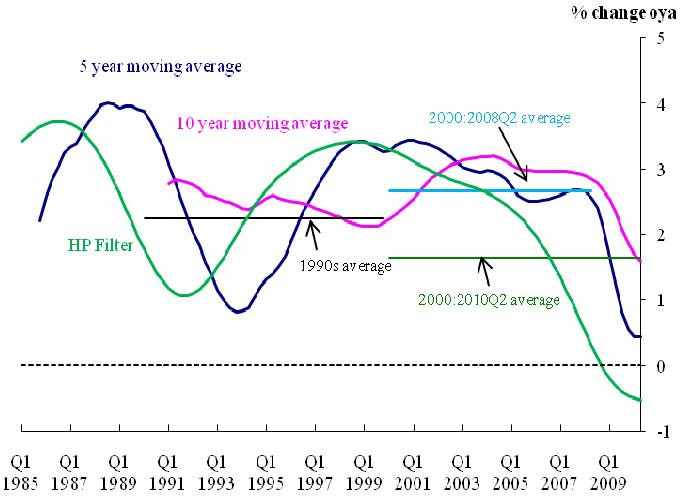 % change oya
5
5 year moving average
4
10 year moving average
2000:2008Q2 average
3
HP Filter
2
1990s average
2000:2010Q2 average
1
0
-1
Q1 Q1 Q1 Q1 Q1 Q1 Q1 Q1 Q1 Q1 Q1 Q1 Q1
1985 1987 1989 1991 1993 1995 1997 1999 2001 2003 2005 2007 2009